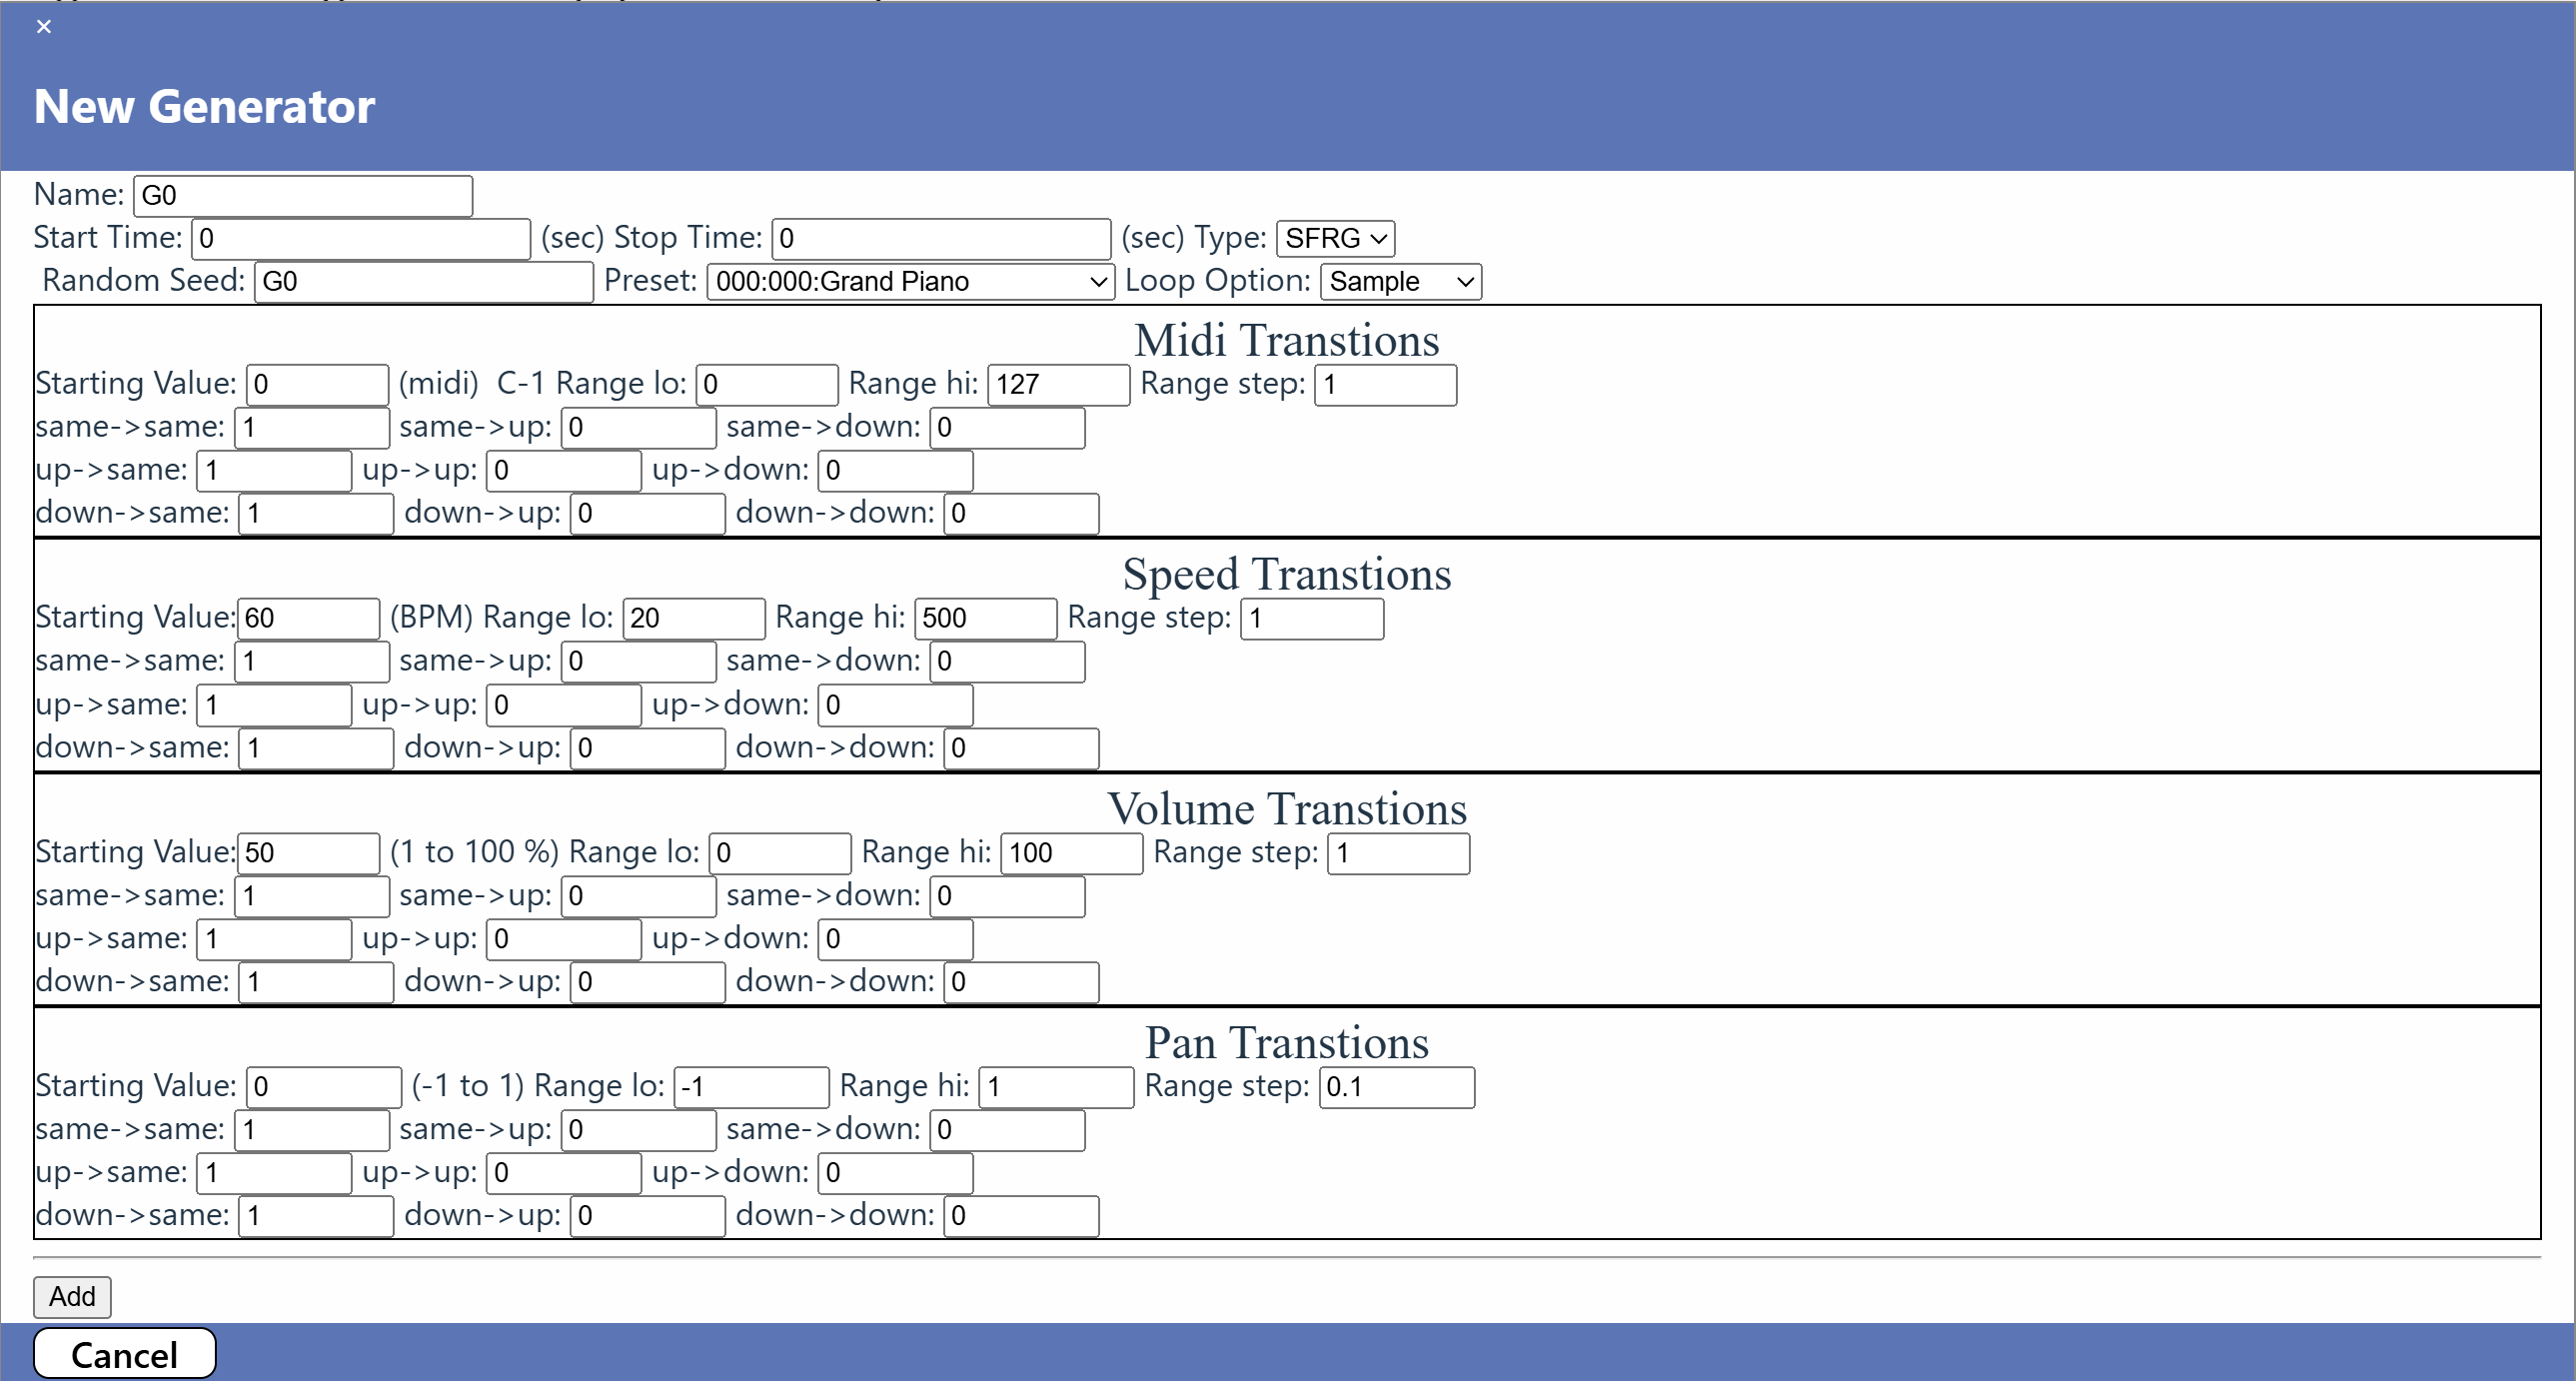 ×
New Generator
Name: G0
Start Time: 0 (sec) Stop Time: 0 (sec) Type: SFRG
Random Seed: G0 Preset: 000:000:Grand Piano Loop Option: Sample
Midi Transtions
Starting Value: 0 (midi) C-1 Range lo: 0 Range hi: 127 Range step: 1
same->same: 1 same->up: 0 same->down: 0
up->same: 1 up->up: 0 up->down: 0
down->same: 1 down->up: 0 down->down: 0
Speed Transtions
Starting Value: 60 (BPM) Range lo: 20 Range hi: 500 Range step: 1
same->same: 1 same->up: 0 same->down: 0
up->same: 1 up->up: 0 up->down: 0
down->same: 1 down->up: 0 down->down: 0
Volume Transtions
Starting Value: 50 (1 to 100 %) Range lo: 0 Range hi: 100 Range step: 1
same->same: 1 same->up: 0 same->down: 0
up->same: 1 up->up: 0 up->down: 0
down->same: 1 down->up: 0 down->down: 0
Pan Transtions
Starting Value: 0 (-1 to 1) Range lo: -1 Range hi: 1 Range step: 0.1
same->same: 1 same->up: 0 same->down: 0
up->same: 1 up->up: 0 up->down: 0
down->same: 1 down->up: 0 down->down: 0
Add
Cancel